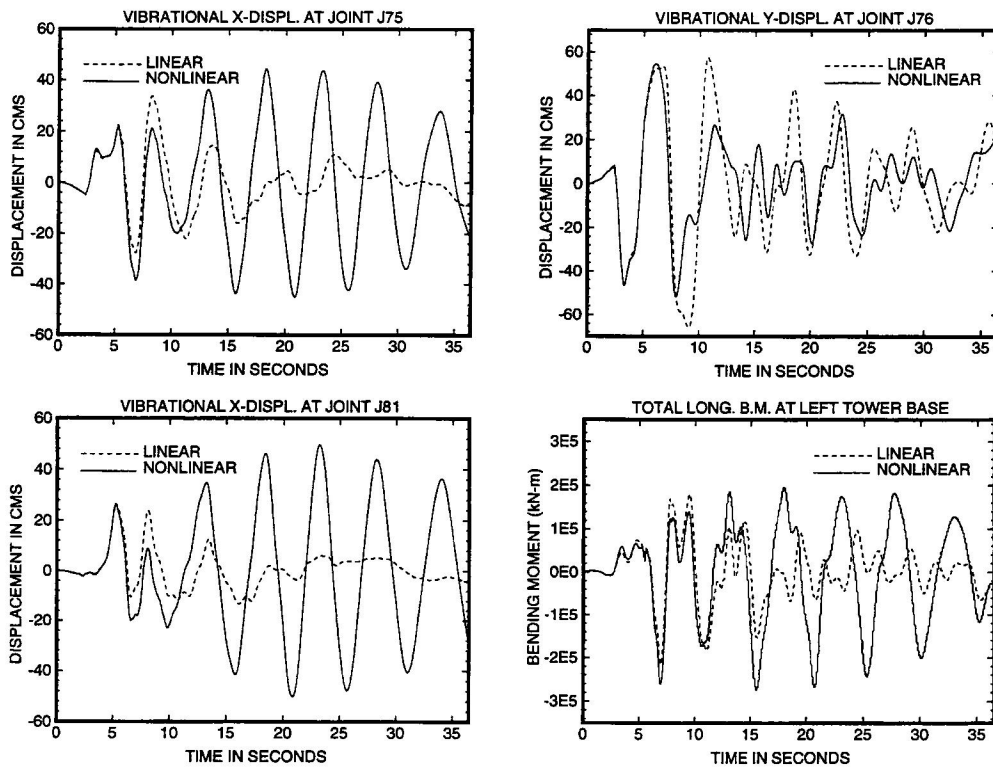 VIBRATIONAL X-DISPL. AT JOINT J75
60
40
20
0
-20
-40
-60
DISPLACEMENT IN CMS
LINEAR
NONLINEAR
0 5 10 15 20 25 30 35
TIME IN SECONDS
VIBRATIONAL Y-DISPL. AT JOINT J76
60
40
20
0
-20
-40
-60
DISPLACEMENT IN CMS
LINEAR
NONLINEAR
0 5 10 15 20 25 30 35
TIME IN SECONDS
VIBRATIONAL X-DISPL. AT JOINT J81
60
40
20
0
-20
-40
-60
DISPLACEMENT IN CMS
LINEAR
NONLINEAR
0 5 10 15 20 25 30 35
TIME IN SECONDS
TOTAL LONG. B.M. AT LEFT TOWER BASE
3E5
2E5
1E5
0E0
-1E5
-2E5
-3E5
BENDING MOMENT (kN-m)
LINEAR
NONLINEAR
0 5 10 15 20 25 30 35
TIME IN SECONDS